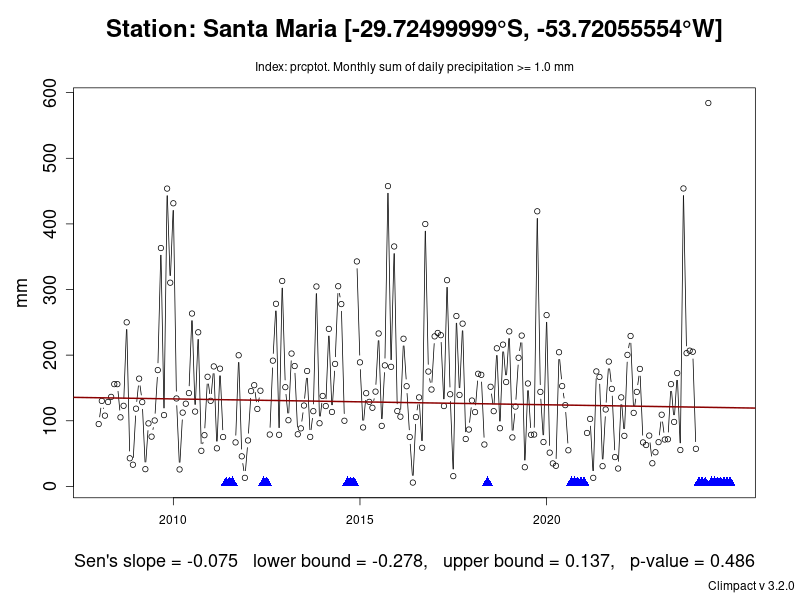 Station: Santa Maria [-29.72499999°S, -53.72055554°W]
Index: prcptot. Monthly sum of daily precipitation >= 1.0 mm
600
500
400
300
200
100
0
mm
2010 2015 2020
Sen's slope = -0.075 lower bound = -0.278, upper bound = 0.137, p-value = 0.486
Climpact v 3.2.0